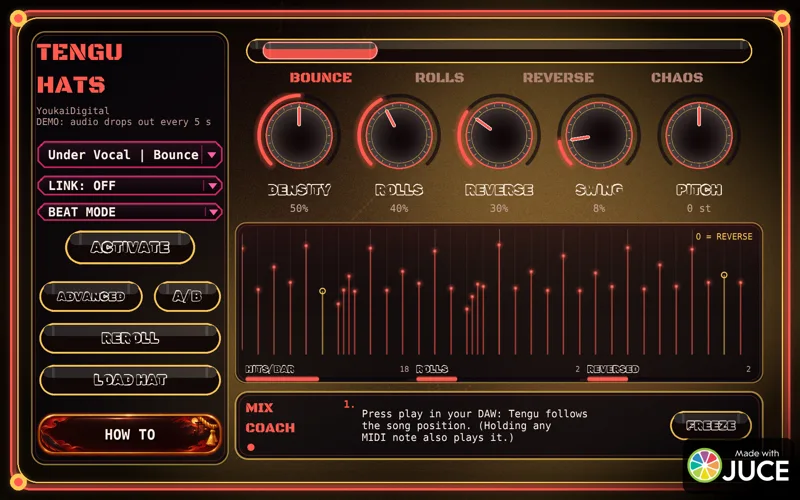 TENGU
HATS
YoukaiDigital
DEMO: audio drops out every 5 s
Under Vocal | Bounce
LINK: OFF
BEAT MODE
ACTIVATE
ADVANCED
A/B
REROLL
LOAD HAT
HOW TO
BOUNCE
ROLLS
REVERSE
CHAOS
DENSITY
ROLLS
REVERSE
SWING
PITCH
50%
40%
30%
8%
0 st
O = REVERSE
HITS/BAR
18
ROLLS
2
REVERSED
2
MIX
COACH
1.
Press play in your DAW: Tengu follows
the song position. (Holding any
MIDI note also plays it.)
FREEZE
Made with
JUCE